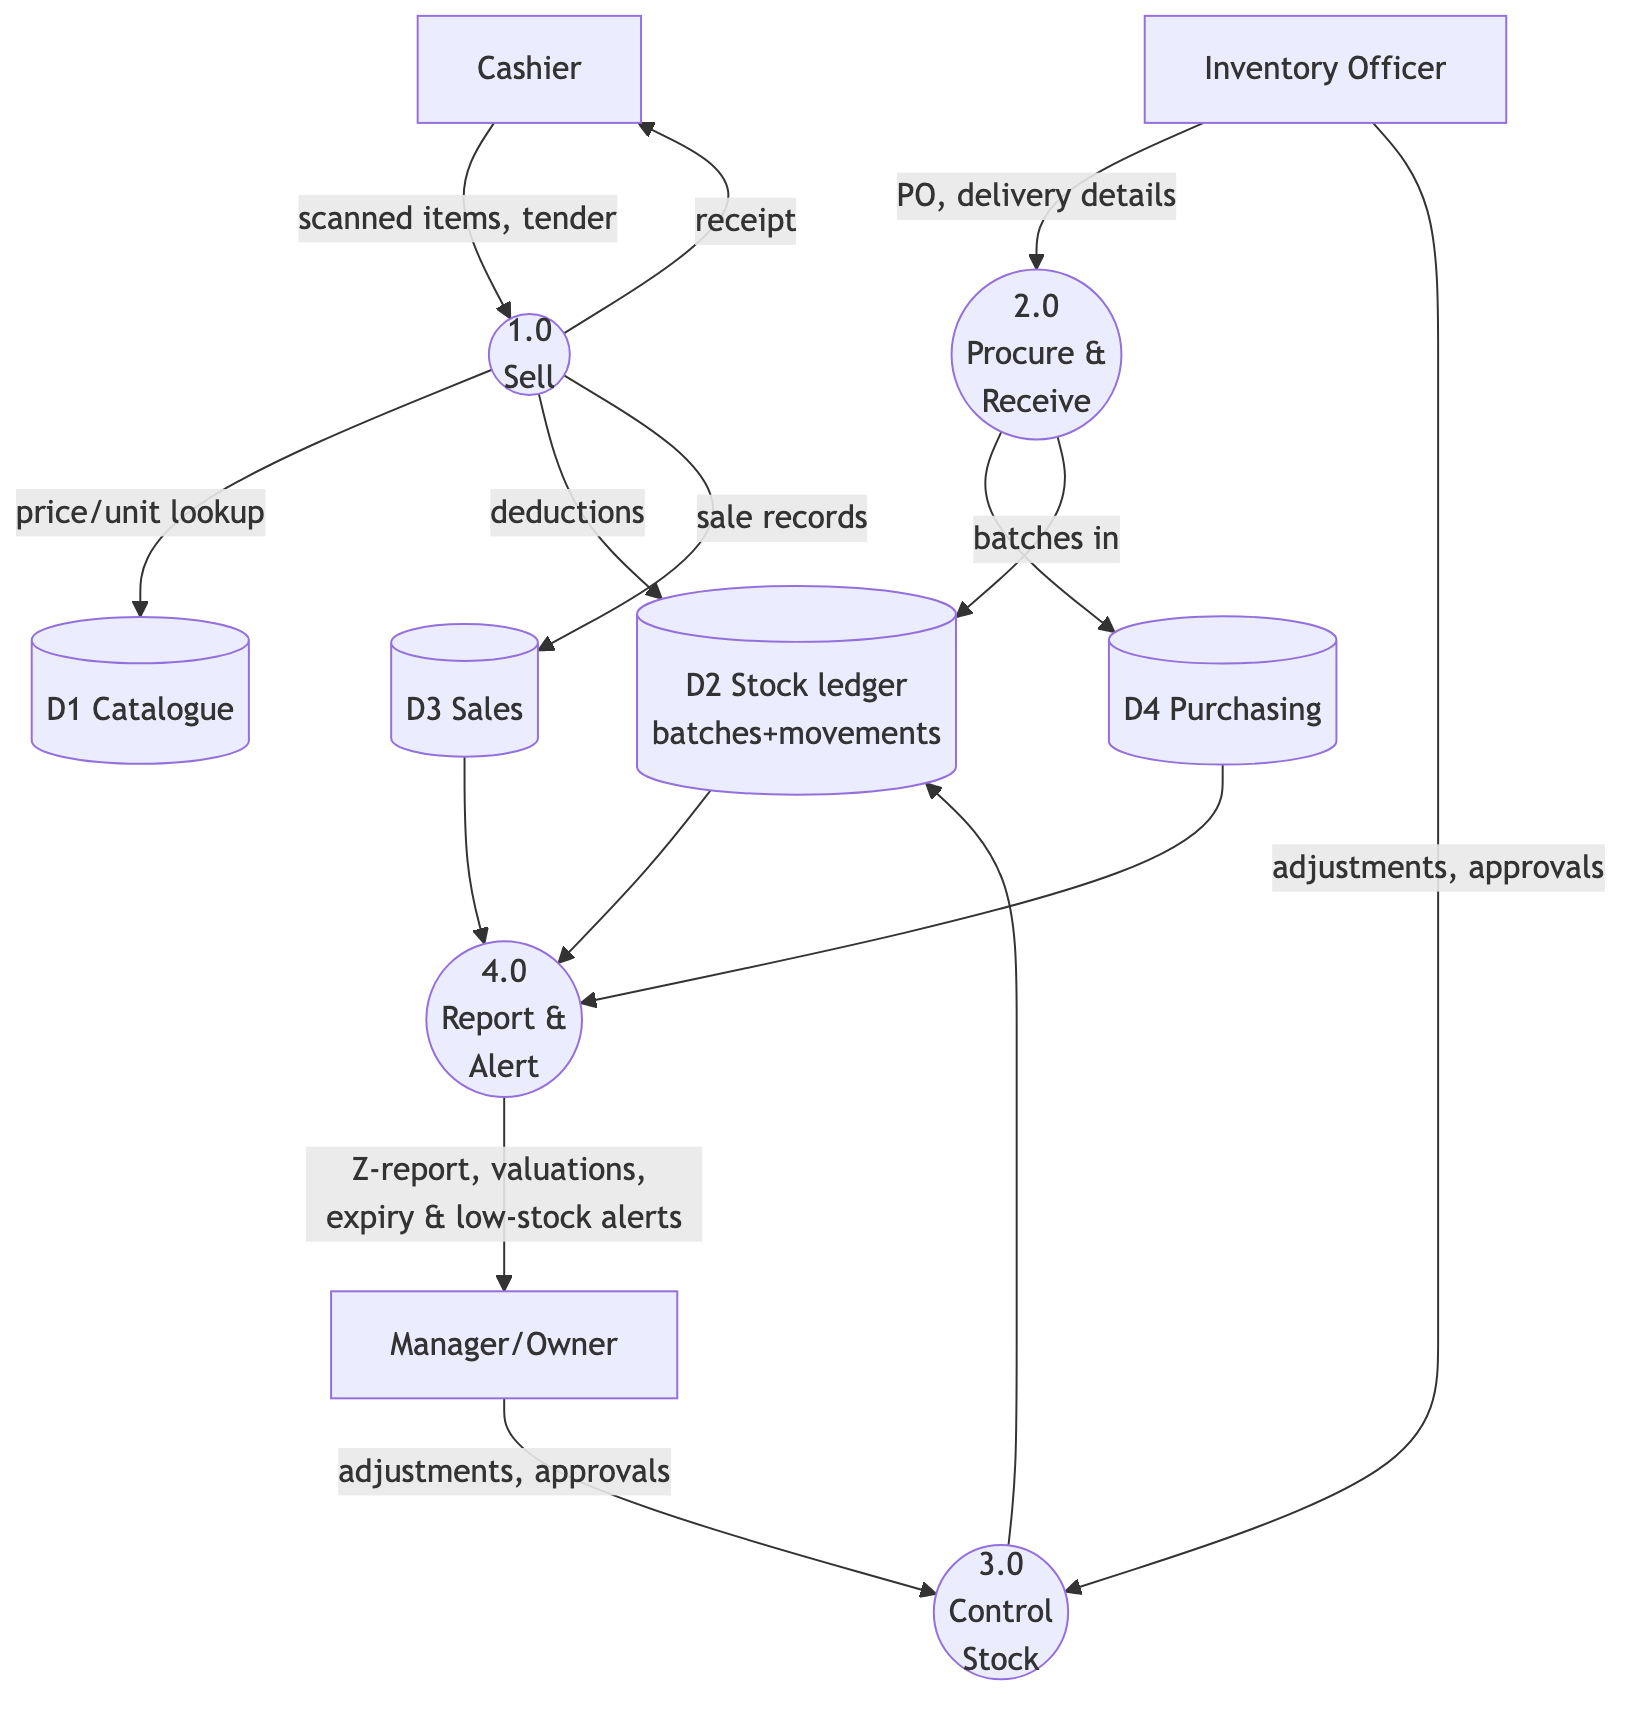 Cashier
Inventory Officer
PO, delivery details
scanned items, tender
receipt
1.0
Sell
2.0
Procure &
Receive
price/unit lookup
deductions
sale records
batches in
D1 Catalogue
D3 Sales
D2 Stock ledger
batches+movements
D4 Purchasing
adjustments, approvals
4.0
Report &
Alert
Z-report, valuations,
expiry & low-stock alerts
Manager/Owner
adjustments, approvals
3.0
Control
Stock